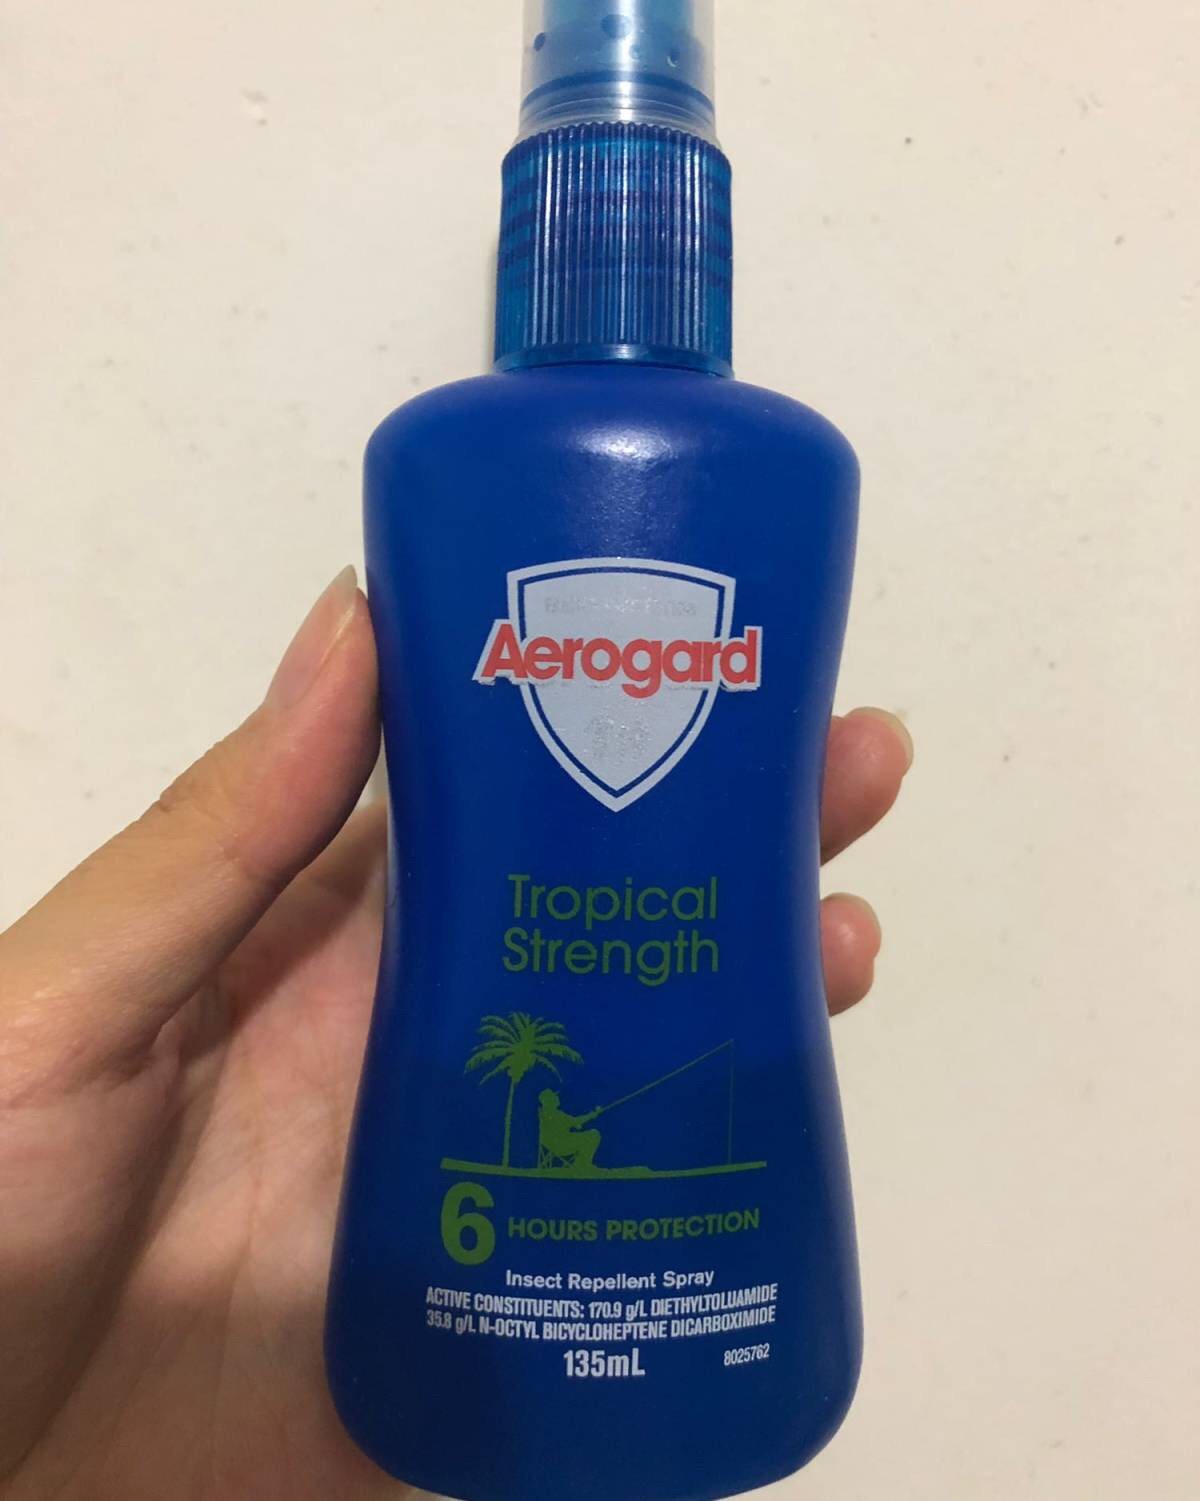 Aerogard
Tropical
Strength
6 HOURS PROTECTION
Insect Repellent Spray
ACTIVE CONSTITUENTS: 170.9 g/L DIETHYLTOLUAMIDE
35.8 g/L N-OCTYL BICYCLOHEPTENE DICARBOXIMIDE
135mL
8025762